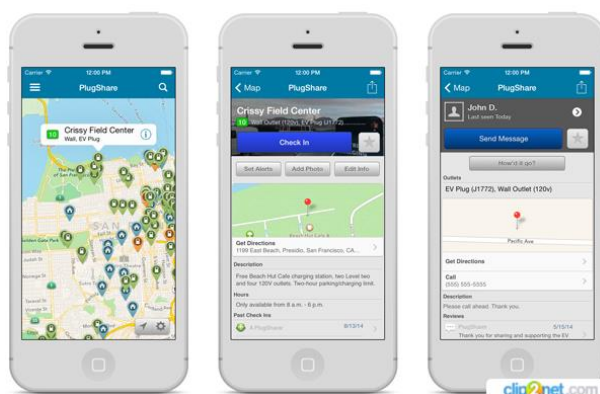 Carrier 12:00 PM
PlugShare
10 Crissy Field Center
Wall, EV Plug
SAN
Golden Gate Park
Carrier 12:00 PM
Map PlugShare
Crissy Field Center
10 Wall Outlet (120v), EV Plug (J1772)
Check In
Set Alerts Add Photo Edit Info
Get Directions
1199 East Beach, Presidio, San Francisco, CA...
Description
Free Beach Hut Cafe charging station, two Level two
and four 120V outlets. Two-hour parking/charging limit.
Hours
Only available from 8 a.m. - 6 p.m.
Past Check ins
A PlugShare 8/13/14
Carrier 12:00 PM
Map PlugShare
John D.
Last seen Today
Send Message
How'd it go?
Outlets
EV Plug (J1772), Wall Outlet (120v)
Pacific Ave
Get Directions
Call
(555) 555-5555
Description
Please call ahead. Thank you.
Reviews
PlugShare 5/15/14
Thank you for sharing and supporting the EV
clip2net.com